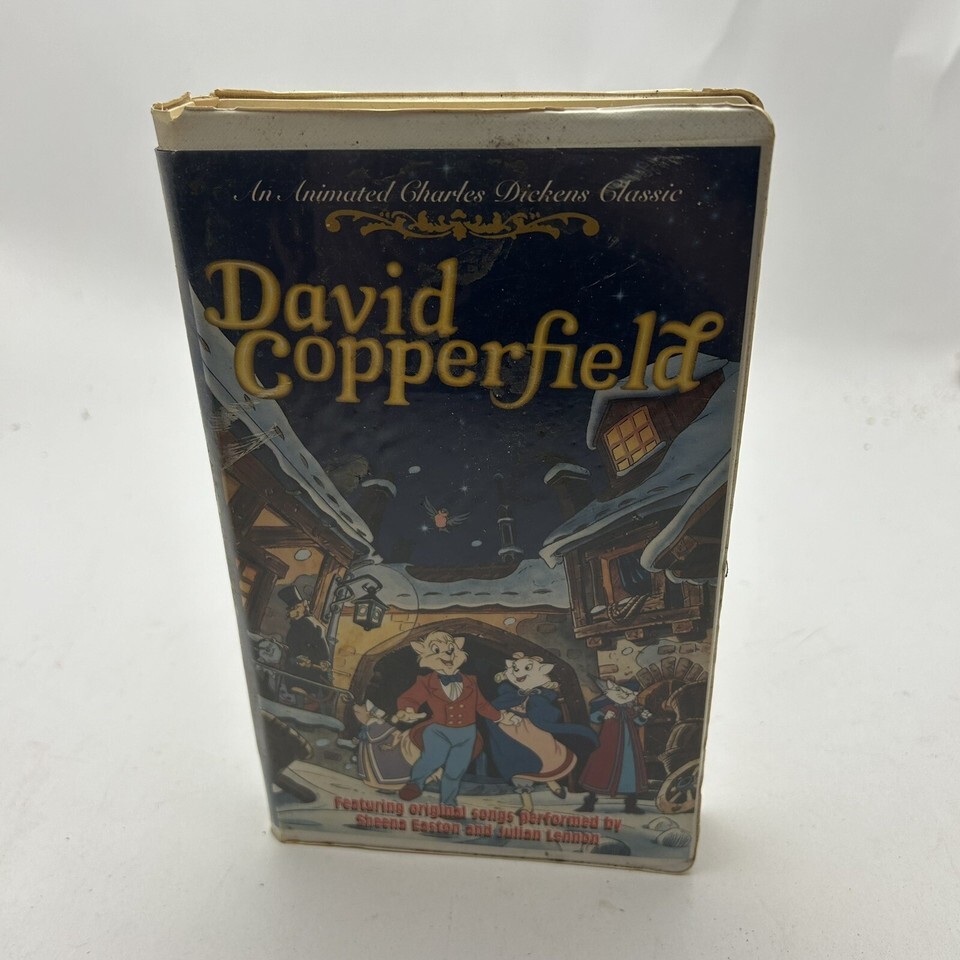 An Animated Charles Dickens Classic
David
Copperfield
Featuring original songs performed by
Sheena Easton and Julian Lennon